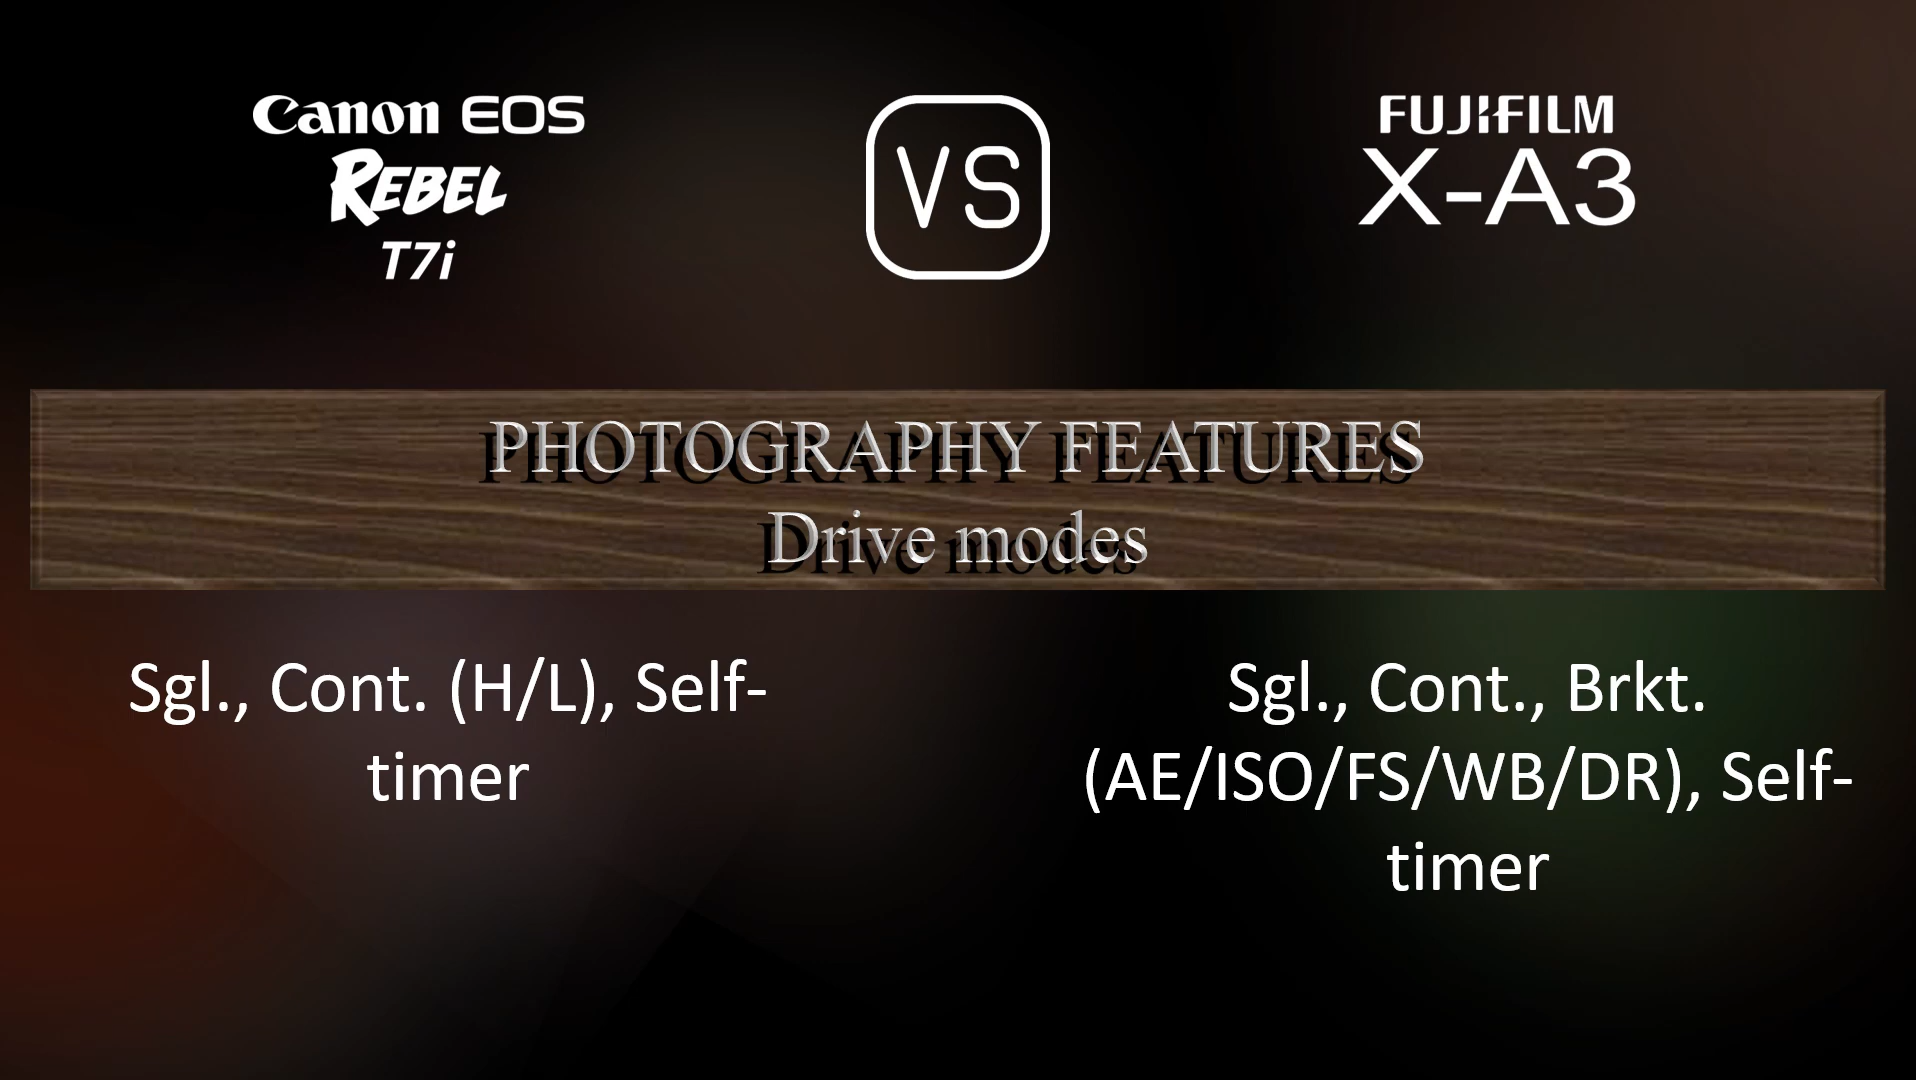 Canon EOS
REBEL
T7i
VS
FUJIFILM
X-A3
PHOTOGRAPHY FEATURES
Drive modes
Sgl., Cont. (H/L), Self-
timer
Sgl., Cont., Brkt.
(AE/ISO/FS/WB/DR), Self-
timer